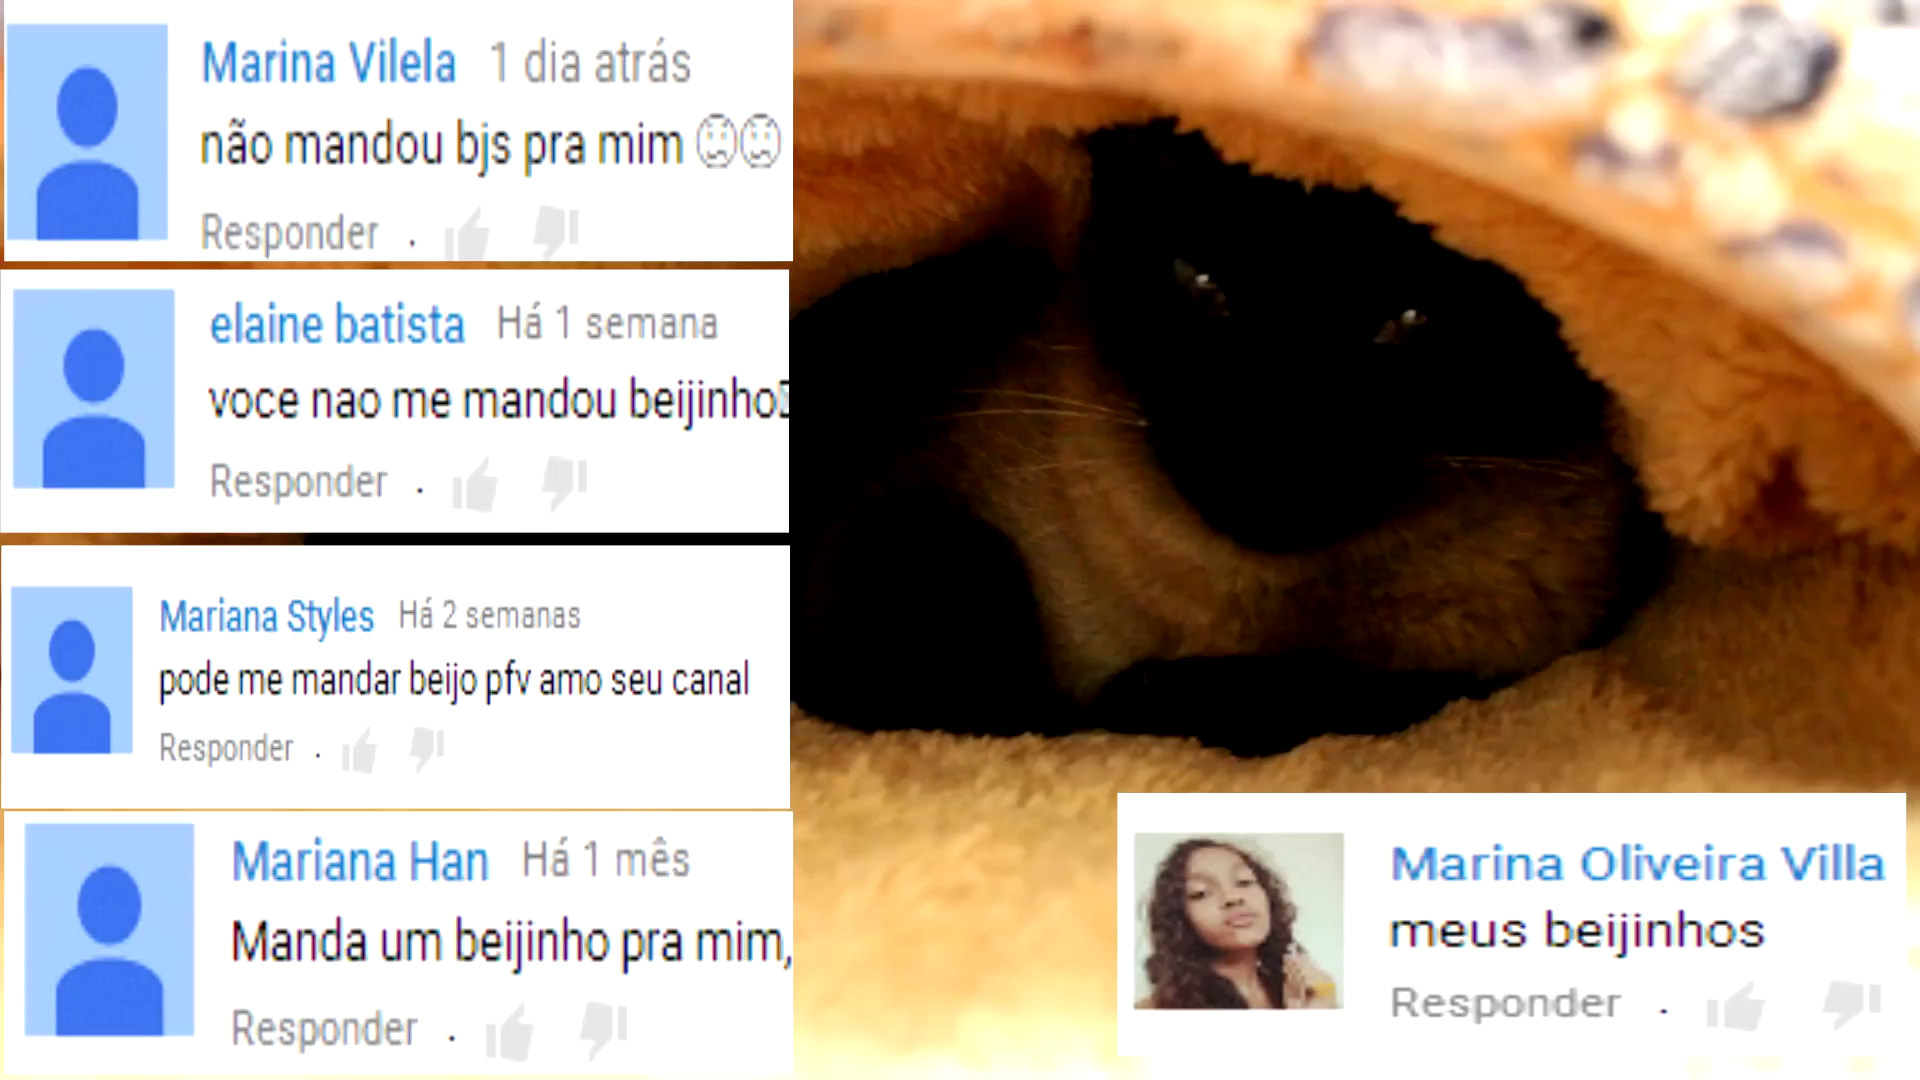 Marina Vilela 1 dia atrás
não mandou bjs pra mim 😢😢
Responder .
elaine batista Há 1 semana
voce nao me mandou beijinho
Responder .
Mariana Styles Há 2 semanas
pode me mandar beijo pfv amo seu canal
Responder .
Mariana Han Há 1 mês
Manda um beijinho pra mim,
Responder .
Marina Oliveira Villa
meus beijinhos
Responder .